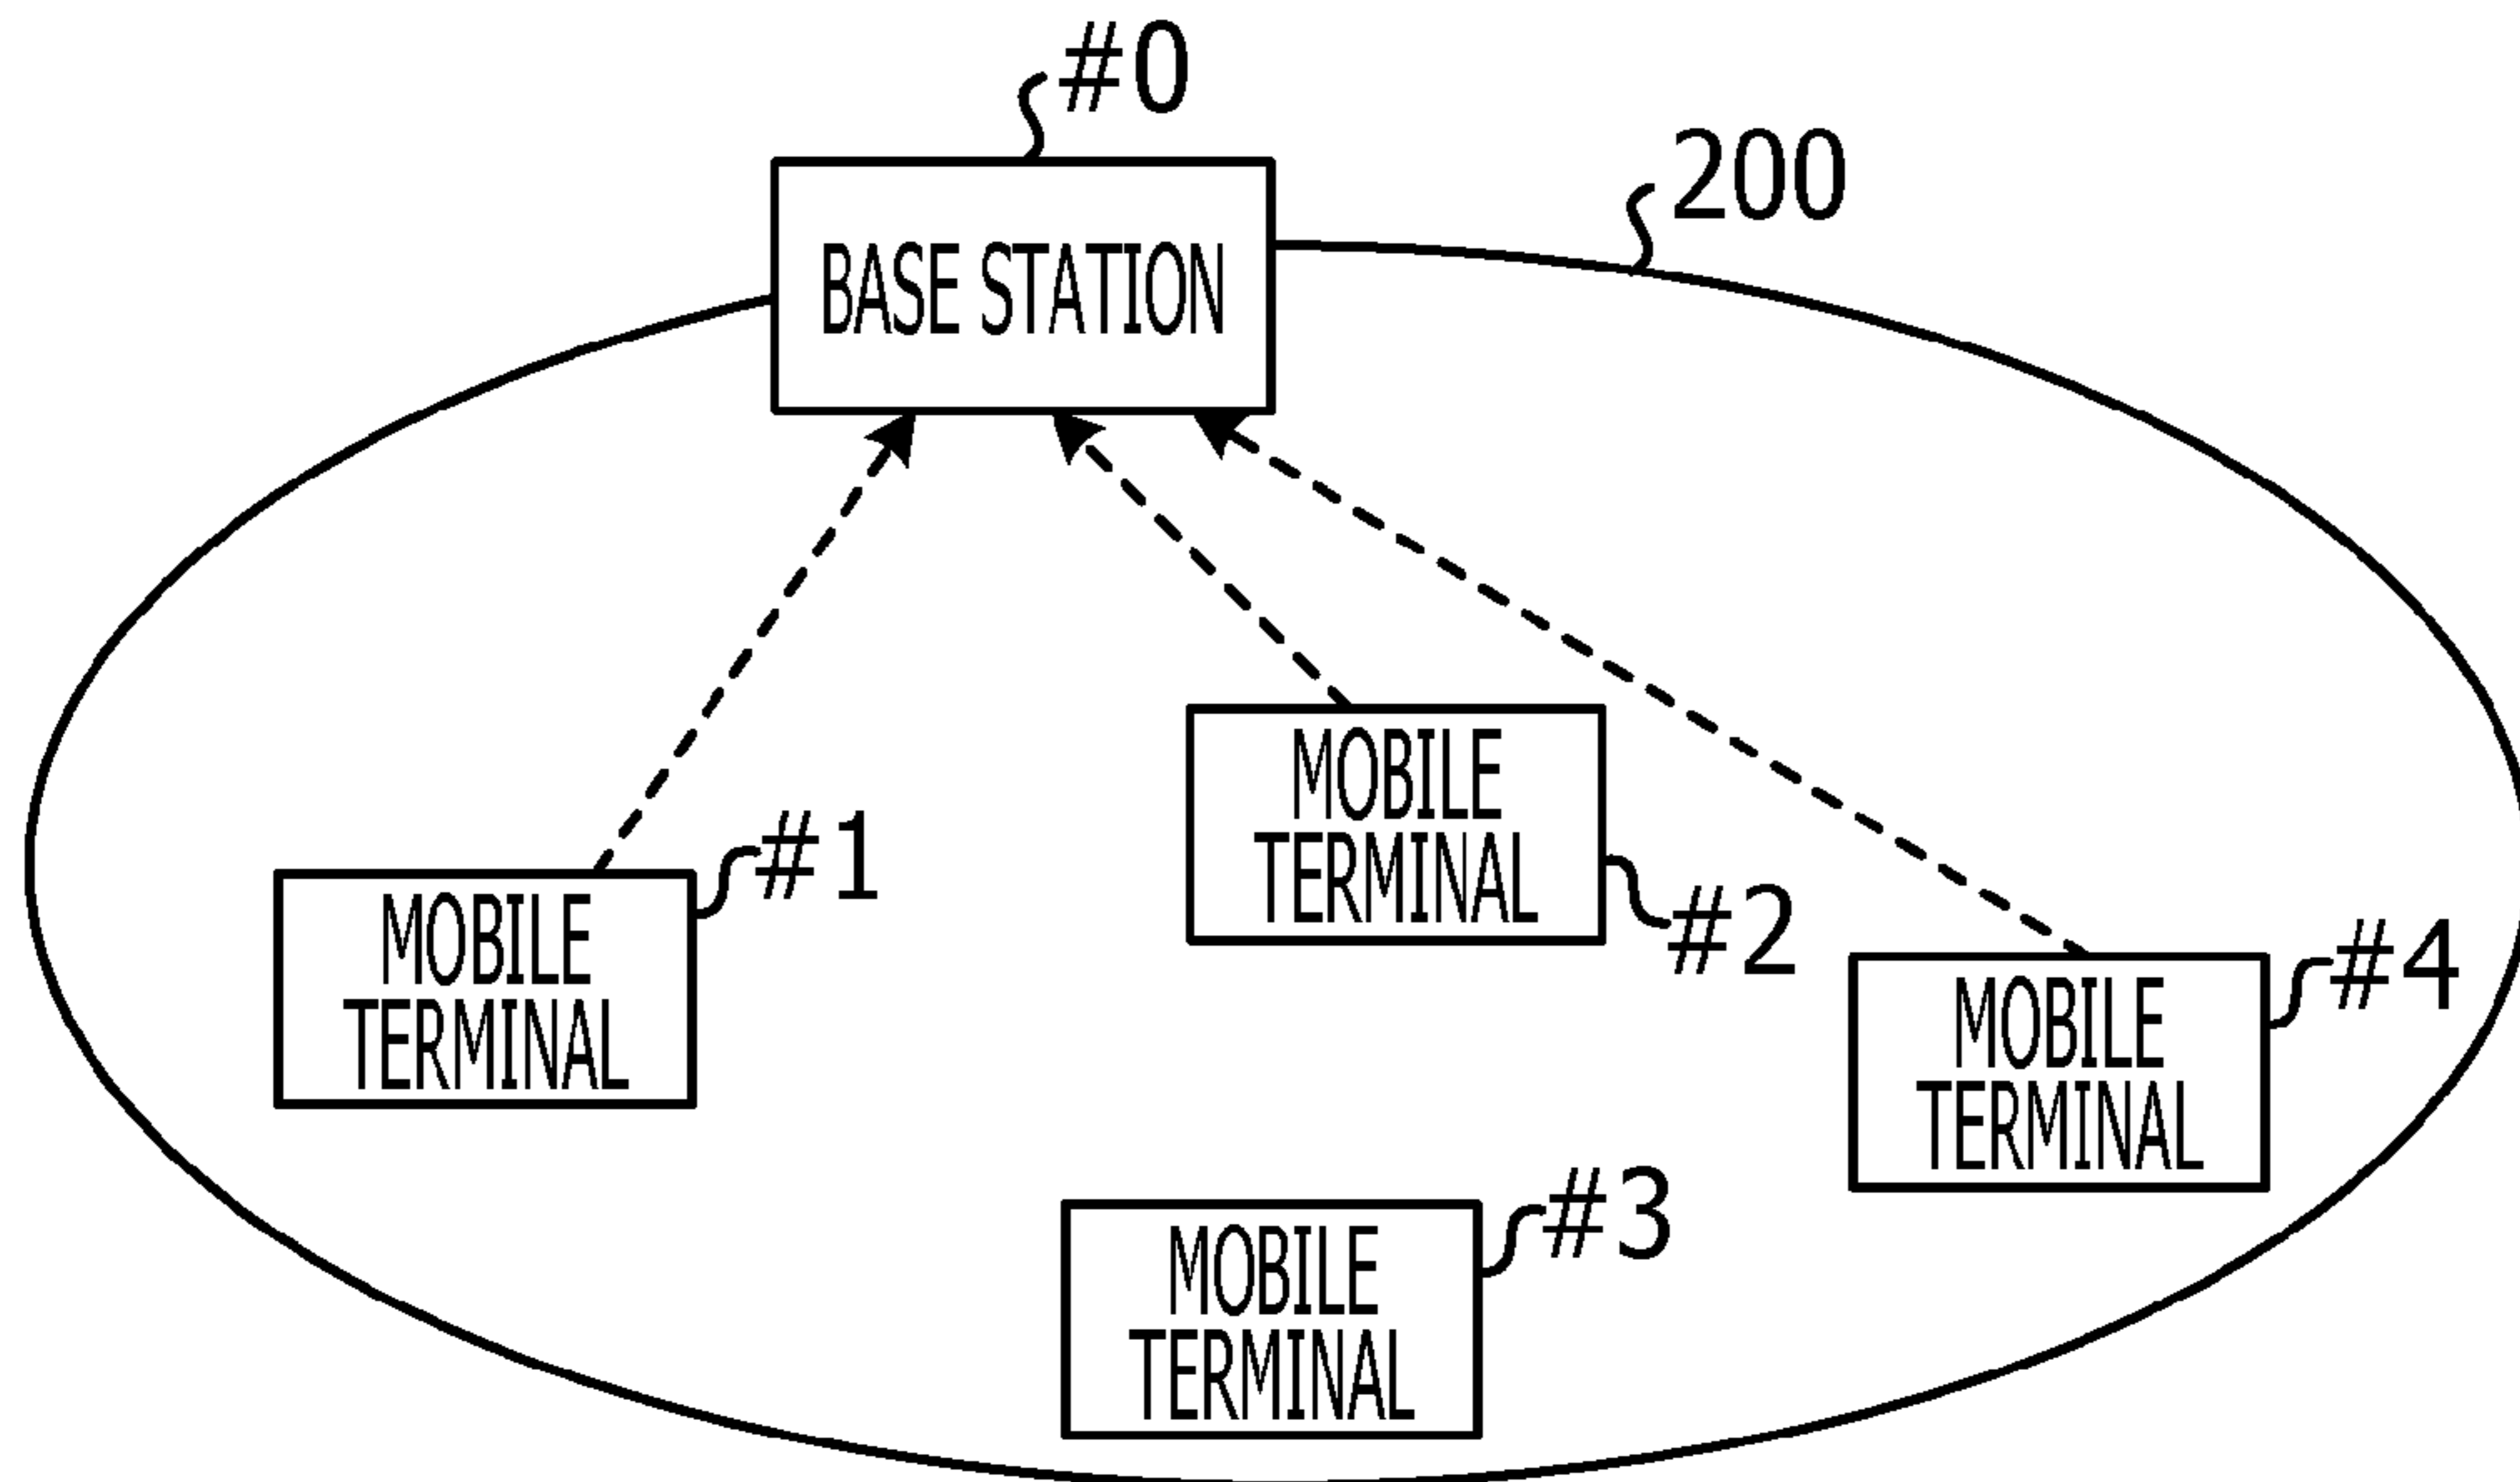 #0
200
BASE STATION
MOBILE
TERMINAL
#1
MOBILE
TERMINAL
#2
MOBILE
TERMINAL
#4
MOBILE
TERMINAL
#3